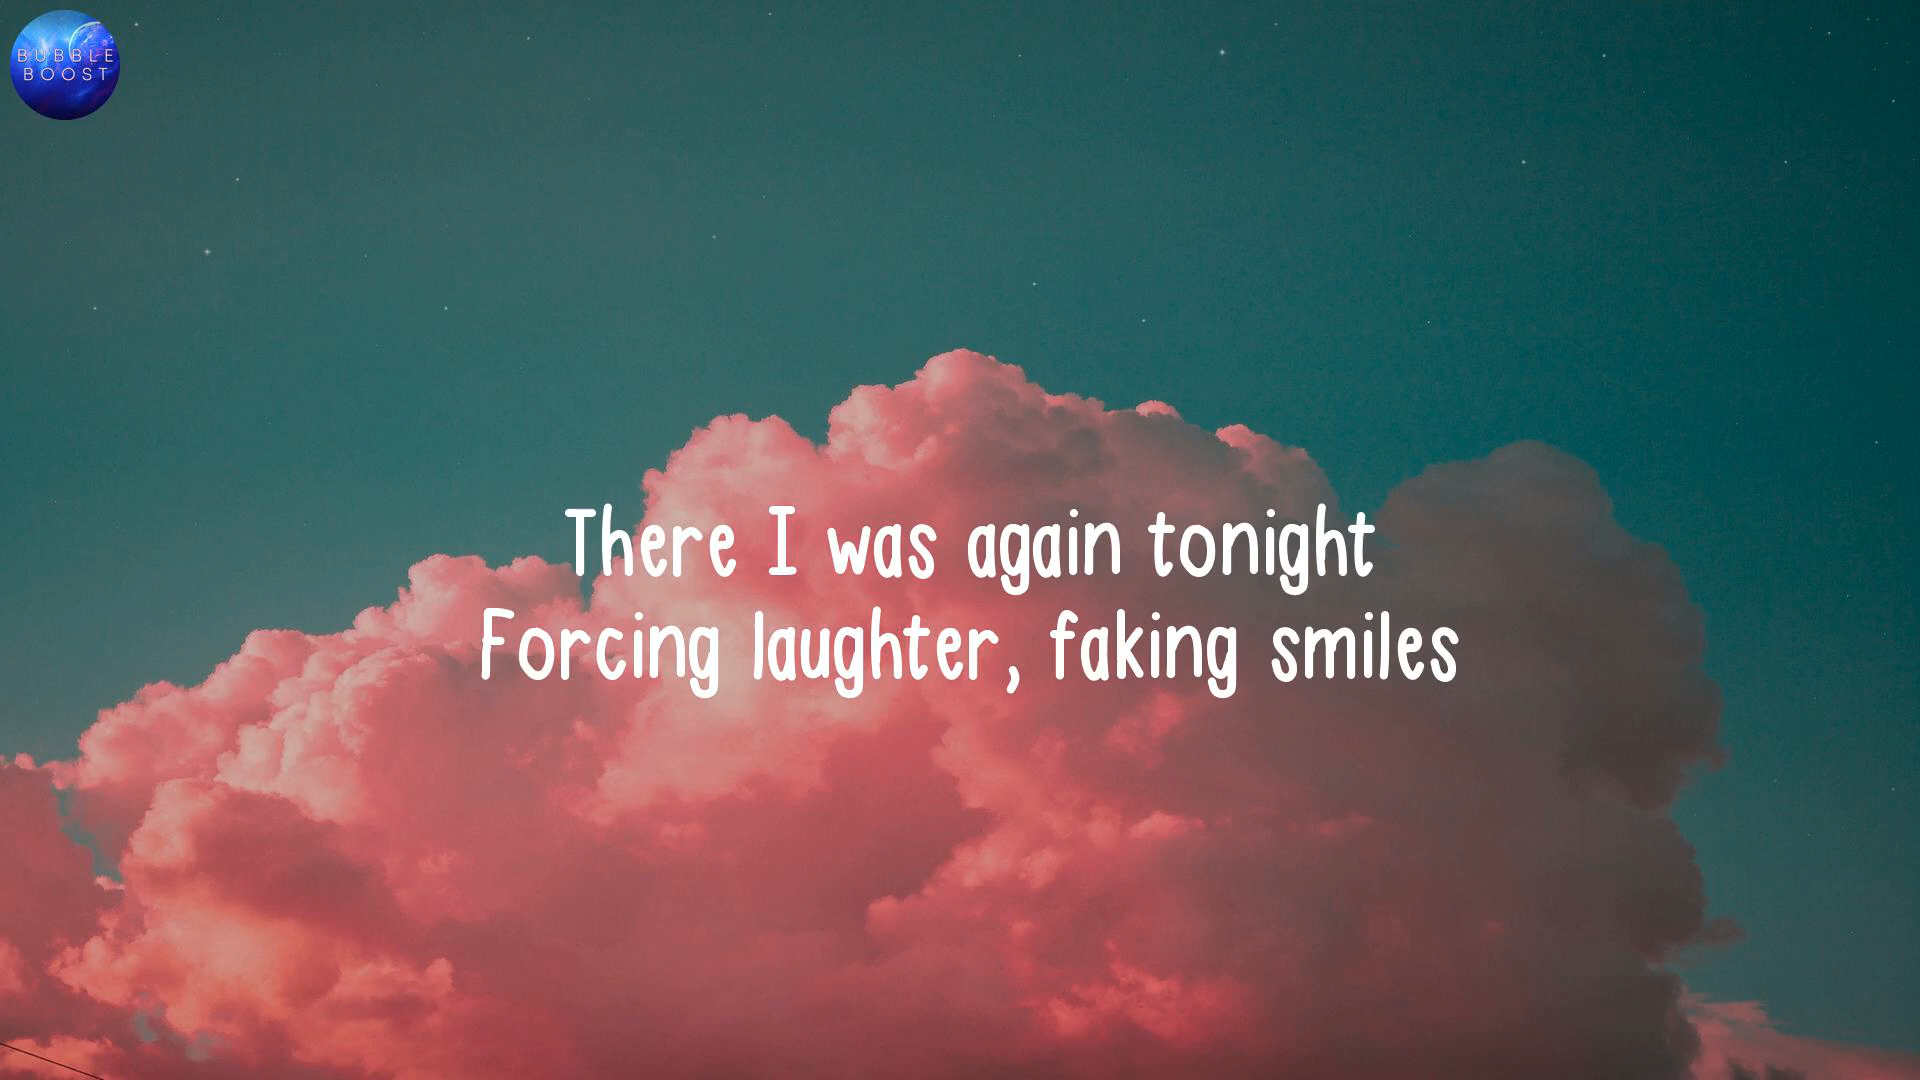 BUBBLE
BOOST
There I was again tonight
Forcing laughter, faking smiles